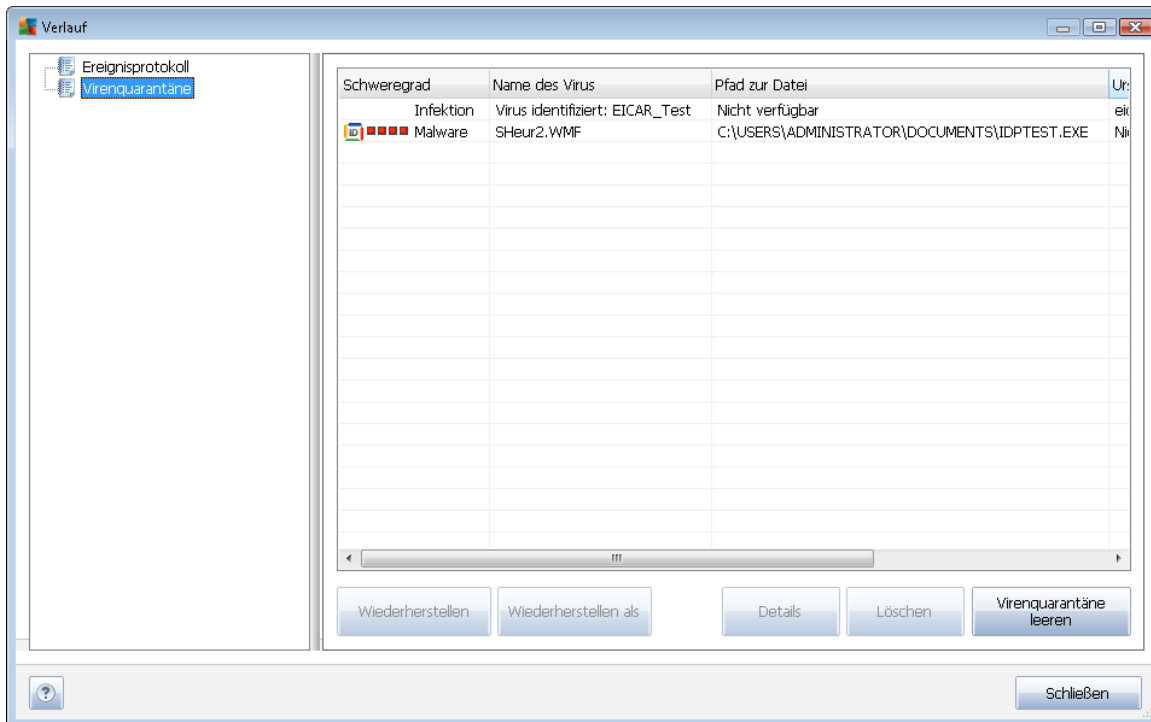 Verlauf
Ereignisprotokoll
Virenquarantäne
Schweregrad Name des Virus Pfad zur Datei
Infektion Virus identifiziert: EICAR_Test Nicht verfügbar
Malware SHeur2.WMF C:\USERS\ADMINISTRATOR\DOCUMENTS\IDPTEST.EXE
Wiederherstellen Wiederherstellen als Details Löschen Virenquarantäne
leeren
? Schließen